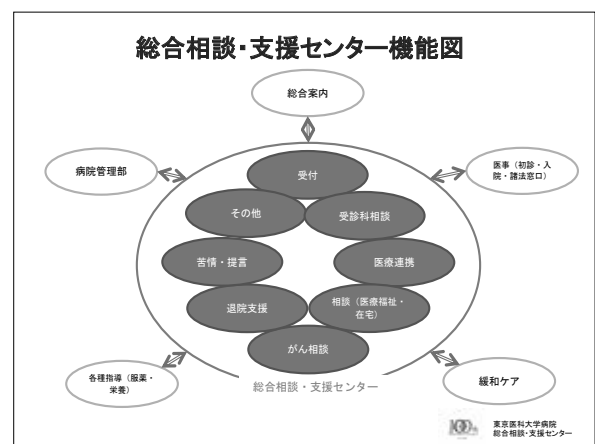 総合相談・支援センター機能図
総合案内
病院管理部
医事（初診・入
院・諸法窓口）
受付
その他
受診科相談
苦情・提言
医療連携
退院支援
相談（医療福祉・
在宅）
がん相談
総合相談・支援センター
各種指導（服薬・
栄養）
緩和ケア
100th
東京医科大学病院
総合相談・支援センター